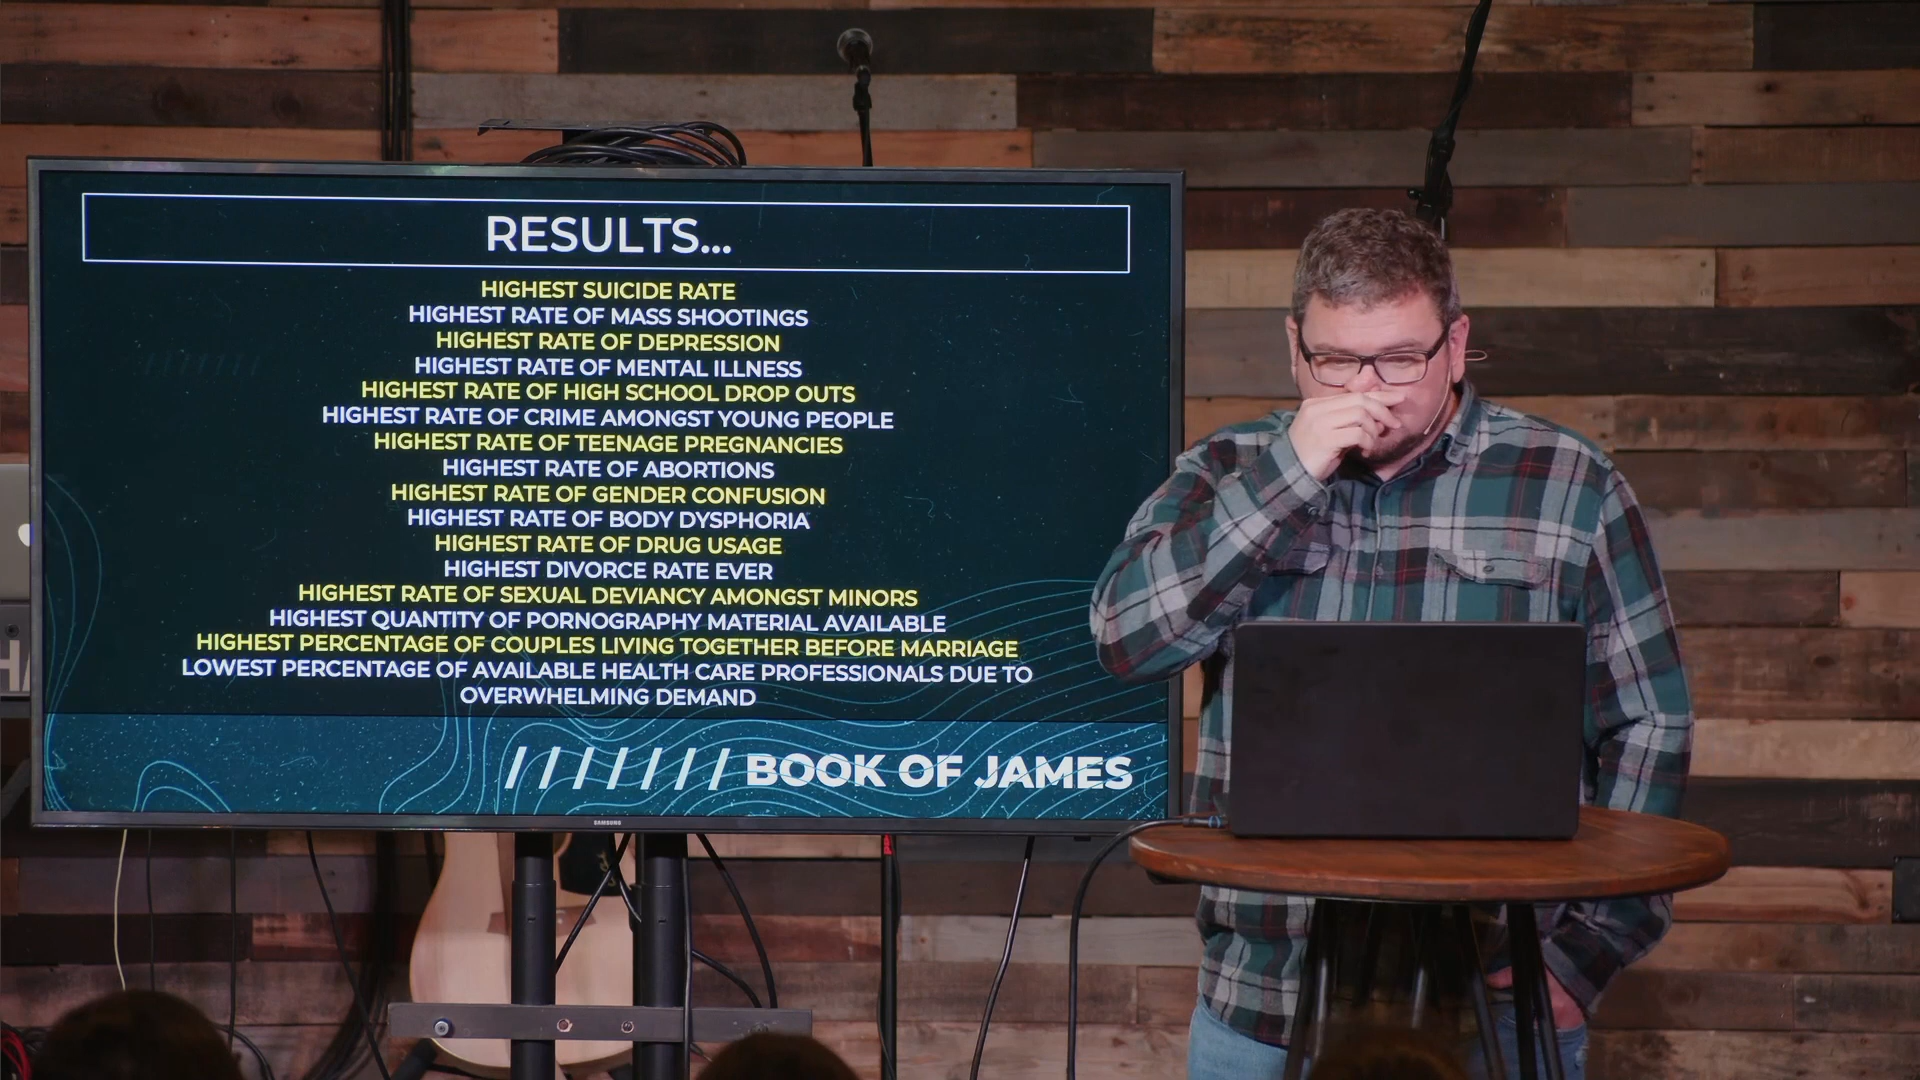 RESULTS...
HIGHEST SUICIDE RATE
HIGHEST RATE OF MASS SHOOTINGS
HIGHEST RATE OF DEPRESSION
HIGHEST RATE OF MENTAL ILLNESS
HIGHEST RATE OF HIGH SCHOOL DROP OUTS
HIGHEST RATE OF CRIME AMONGST YOUNG PEOPLE
HIGHEST RATE OF TEENAGE PREGNANCIES
HIGHEST RATE OF ABORTIONS
HIGHEST RATE OF GENDER CONFUSION
HIGHEST RATE OF BODY DYSPHORIA
HIGHEST RATE OF DRUG USAGE
HIGHEST DIVORCE RATE EVER
HIGHEST RATE OF SEXUAL DEVIANCY AMONGST MINORS
HIGHEST QUANTITY OF PORNOGRAPHY MATERIAL AVAILABLE
HIGHEST PERCENTAGE OF COUPLES LIVING TOGETHER BEFORE MARRIAGE
LOWEST PERCENTAGE OF AVAILABLE HEALTH CARE PROFESSIONALS DUE TO
OVERWHELMING DEMAND
/ / / / / / / BOOK OF JAMES
SAMSUNG